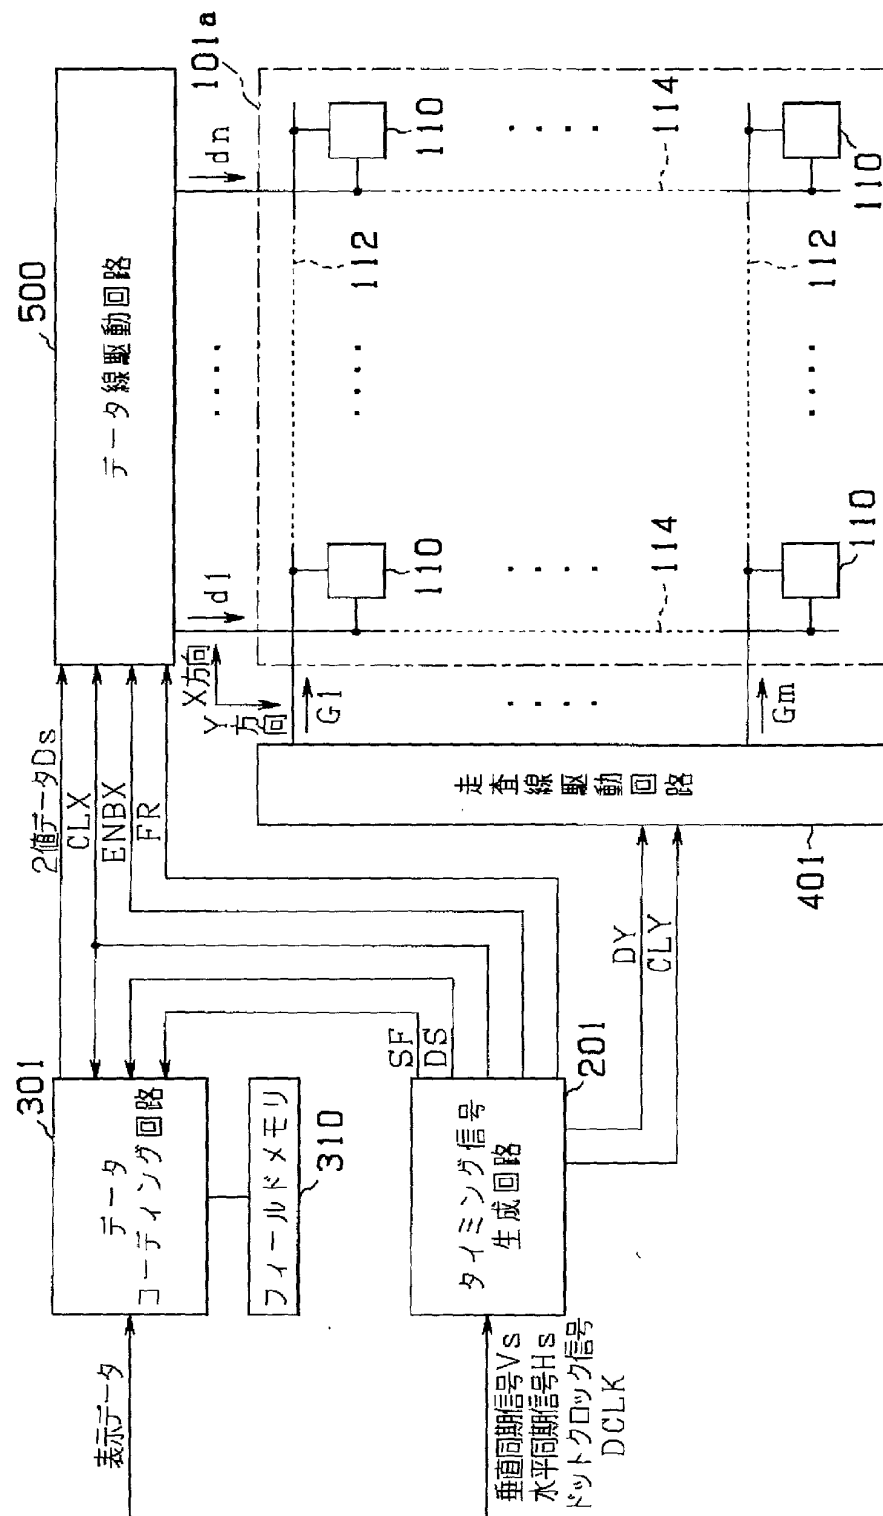 表示データ
301
データ
コーディング回路
フィールドメモリ
310
垂直同期信号Vs
水平同期信号Hs
ドットクロック信号
DCLK
タイミング信号
生成回路
201
SF
DS
2値データDs
CLX
ENBX
FR
DY
CLY
500
データ線駆動回路
X方向
Y方向
401
走査線駆動回路
d1
dn
101a
G1
Gm
110
110
110
110
112
112
114
114